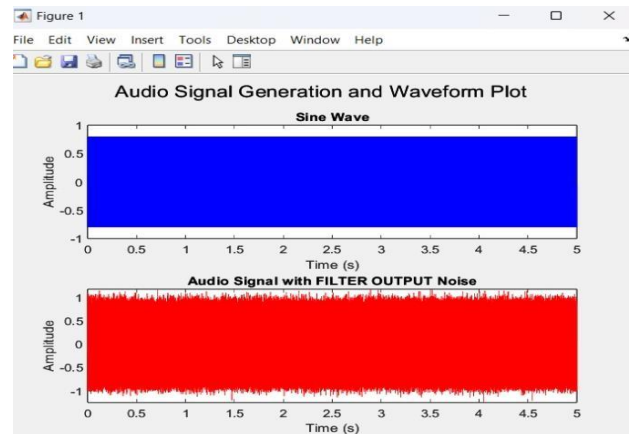 Figure 1
File Edit View Insert Tools Desktop Window Help
Audio Signal Generation and Waveform Plot
Sine Wave
1
0.5
0
-0.5
-1
Amplitude
0 0.5 1 1.5 2 2.5 3 3.5 4 4.5 5
Time (s)
Audio Signal with FILTER OUTPUT Noise
1
0.5
0
-0.5
-1
Amplitude
0 0.5 1 1.5 2 2.5 3 3.5 4 4.5 5
Time (s)